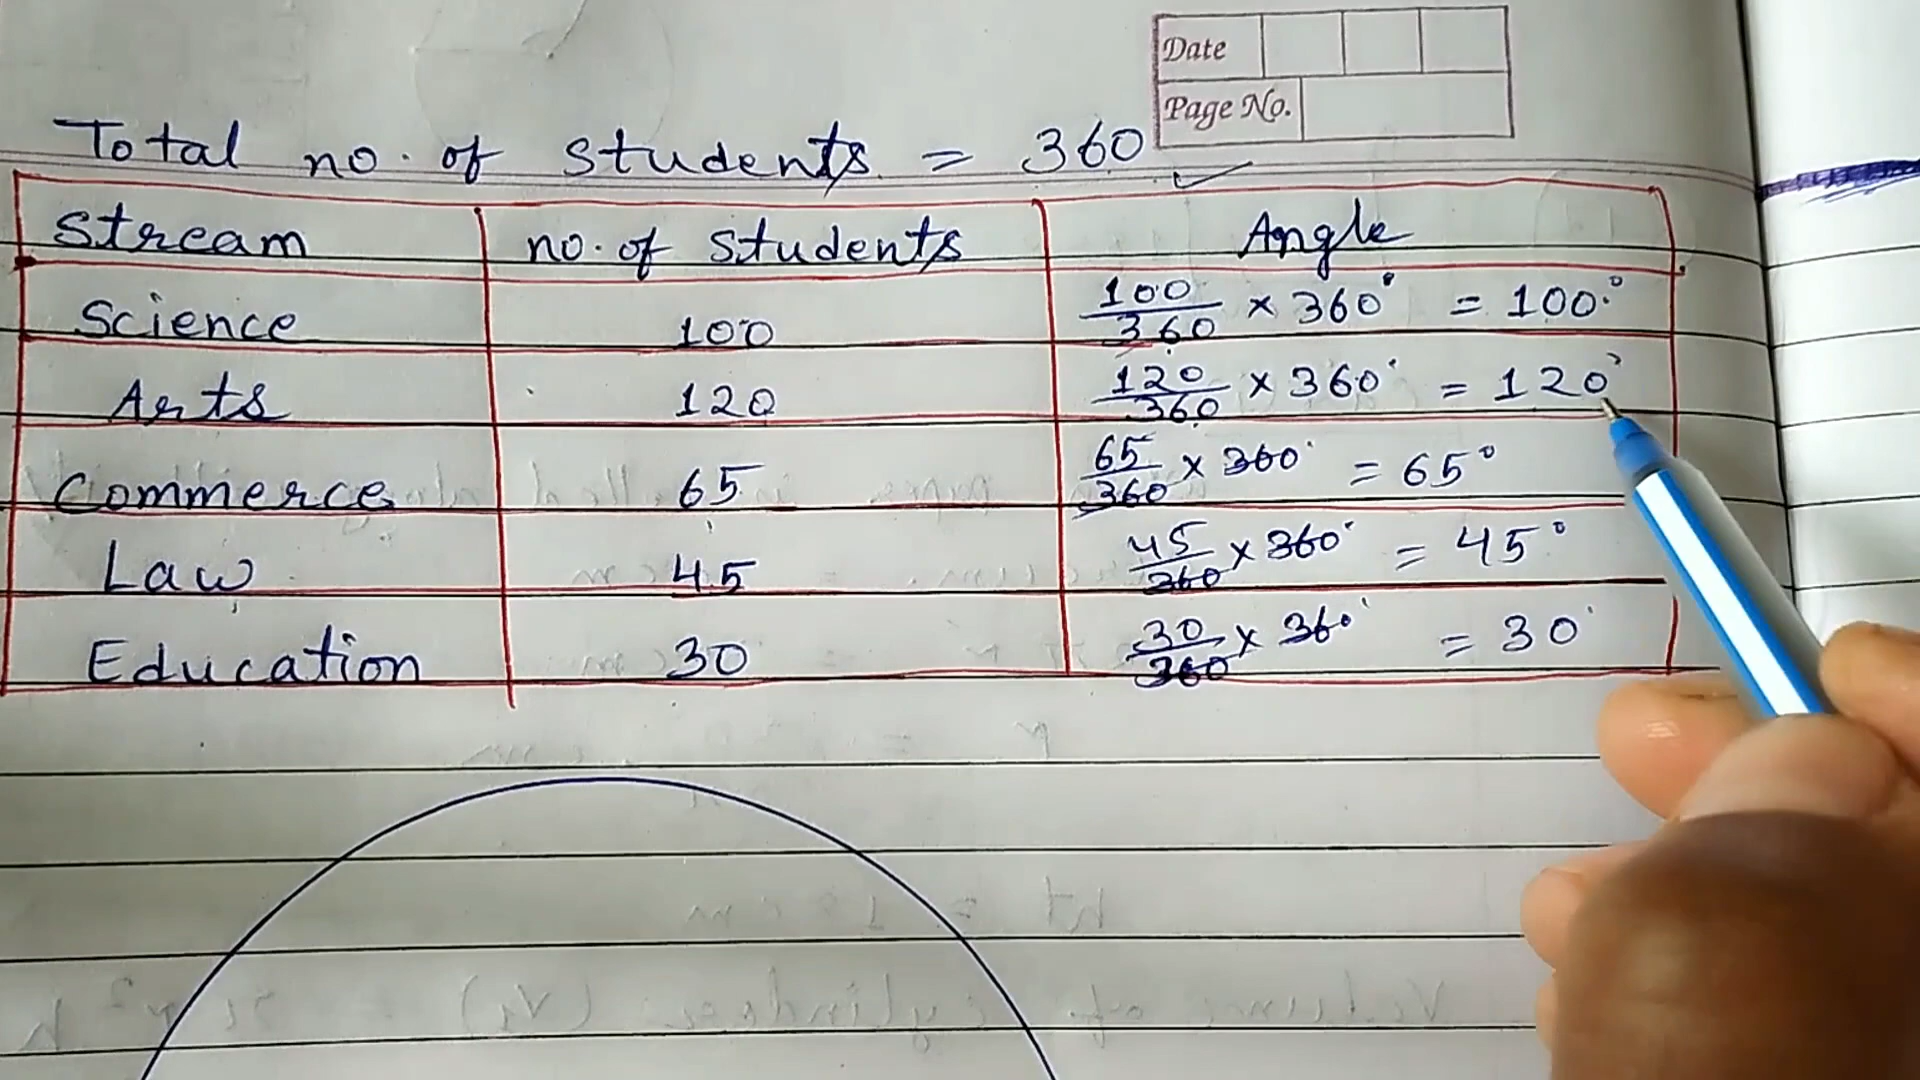 Date
Page No.
Total no. of students = 360
Stream no. of students Angle
Science 100 100/360 × 360° = 100°
Arts 120 120/360 × 360° = 120°
Commerce 65 65/360 × 360° = 65°
Law 45 45/360 × 360° = 45°
Education 30 30/360 × 360° = 30°